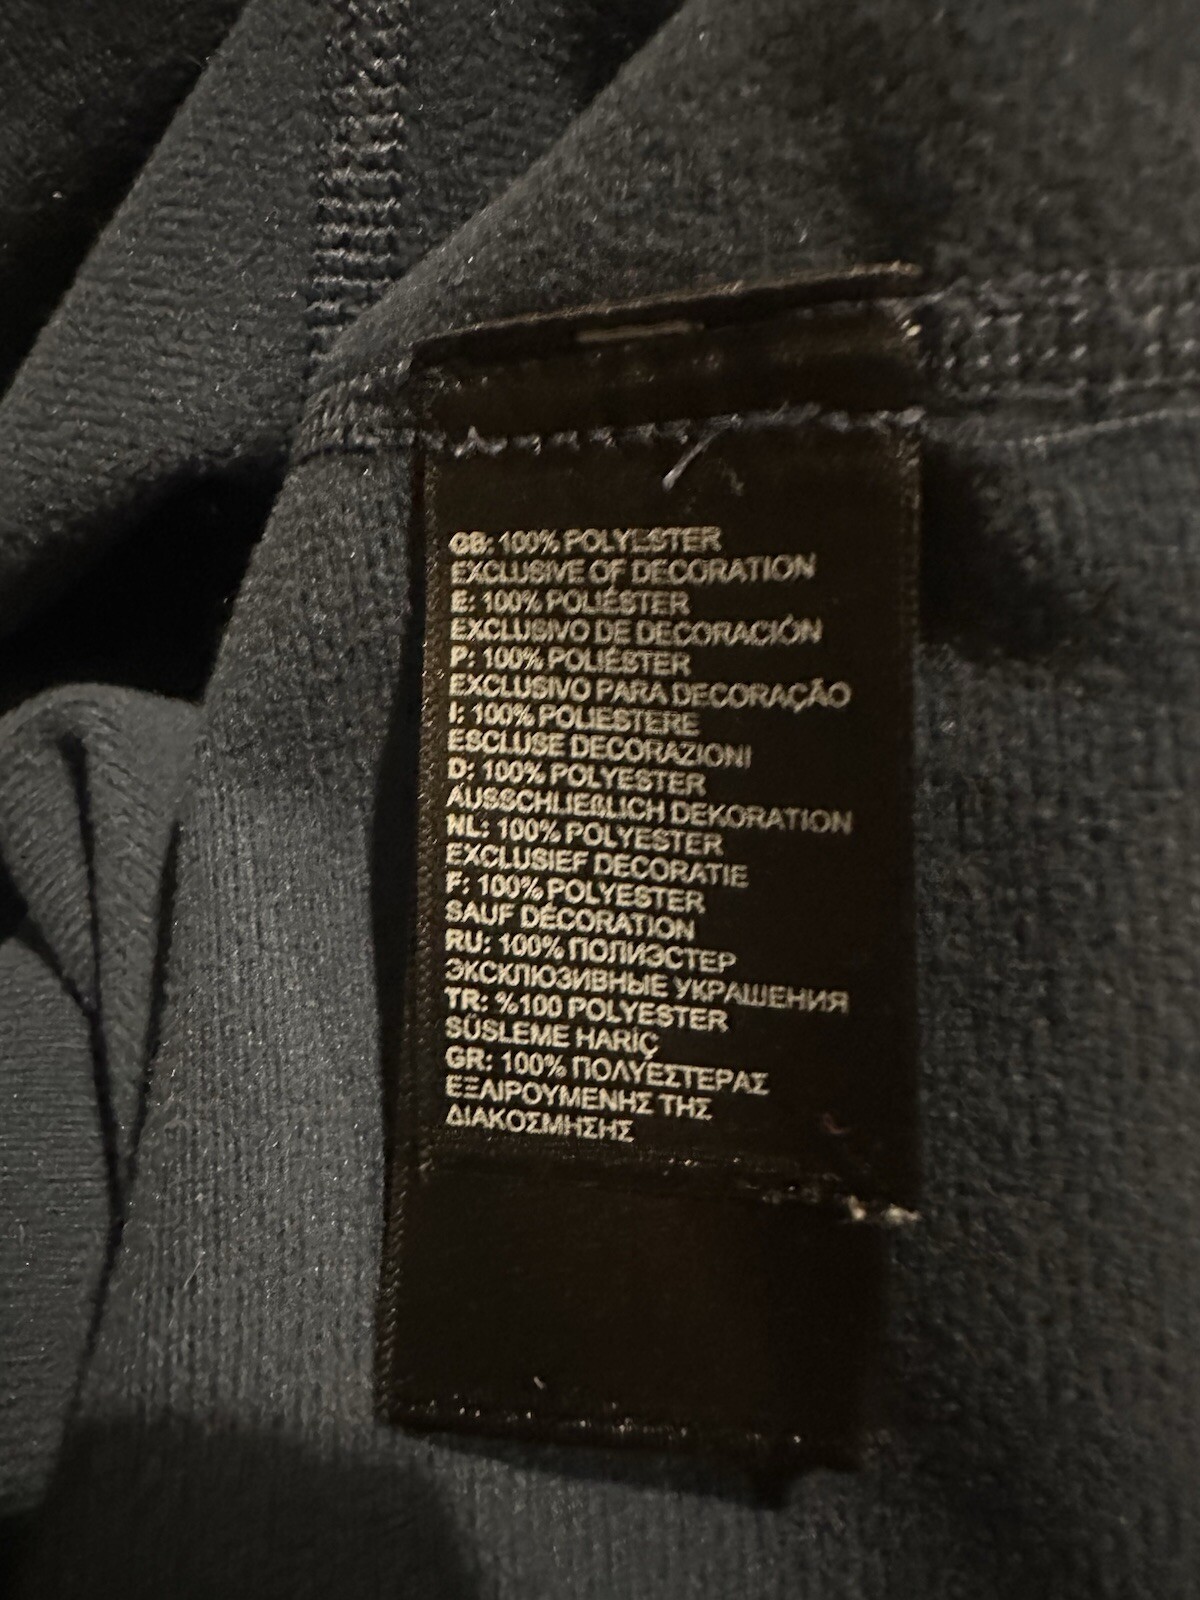 GB: 100% POLYESTER
EXCLUSIVE OF DECORATION
E: 100% POLIÉSTER
EXCLUSIVO DE DECORACIÓN
P: 100% POLIÉSTER
EXCLUSIVO PARA DECORAÇÃO
I: 100% POLIESTERE
ESCLUSE DECORAZIONI
D: 100% POLYESTER
AUSSCHLIEßLICH DEKORATION
NL: 100% POLYESTER
EXCLUSIEF DECORATIE
F: 100% POLYESTER
SAUF DÉCORATION
RU: 100% ПОЛИЭСТЕР
ЭКСКЛЮЗИВНЫЕ УКРАШЕНИЯ
TR: %100 POLYESTER
SÜSLEME HARİÇ
GR: 100% ΠΟΛΥΕΣΤΕΡΑΣ
ΕΞΑΙΡΟΥΜΕΝΗΣ ΤΗΣ
ΔΙΑΚΟΣΜΗΣΗΣ